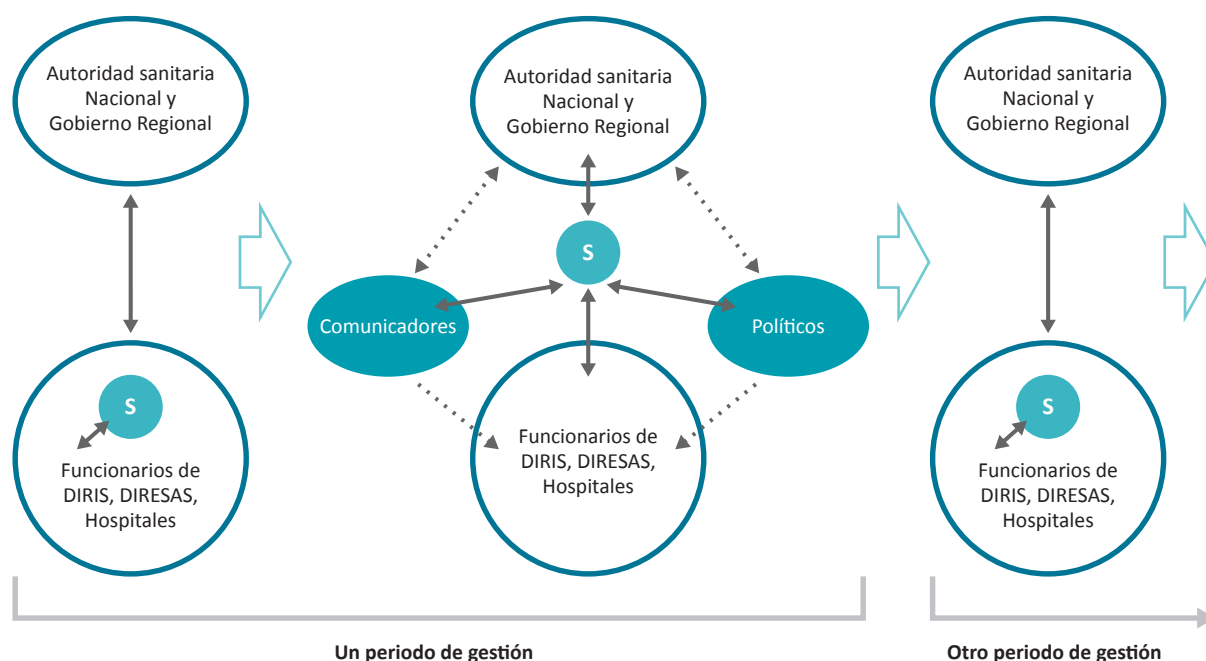 Autoridad sanitaria
Nacional y
Gobierno Regional
S
Funcionarios de
DIRIS, DIRESAS,
Hospitales
Autoridad sanitaria
Nacional y
Gobierno Regional
S
Comunicadores
Políticos
Funcionarios de
DIRIS, DIRESAS,
Hospitales
Autoridad sanitaria
Nacional y
Gobierno Regional
S
Funcionarios de
DIRIS, DIRESAS,
Hospitales
Un periodo de gestión
Otro periodo de gestión